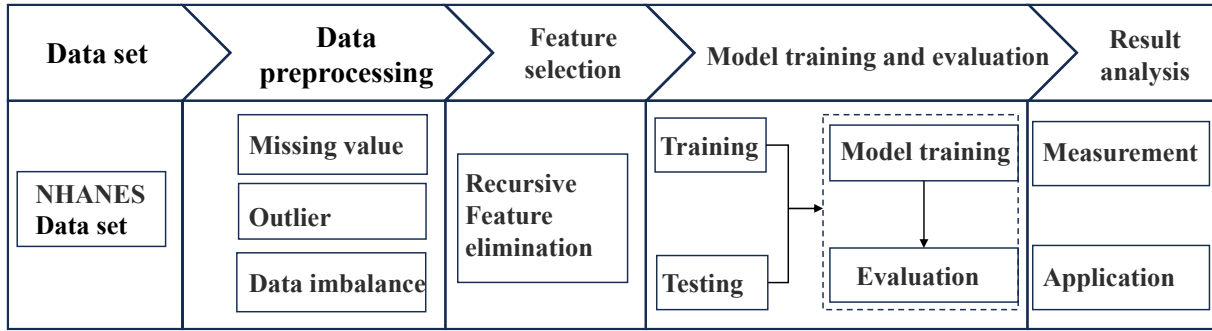 Data set
Data
preprocessing
Feature
selection
Model training and evaluation
Result
analysis
NHANES
Data set
Missing value
Outlier
Data imbalance
Recursive
Feature
elimination
Training
Testing
Model training
Evaluation
Measurement
Application